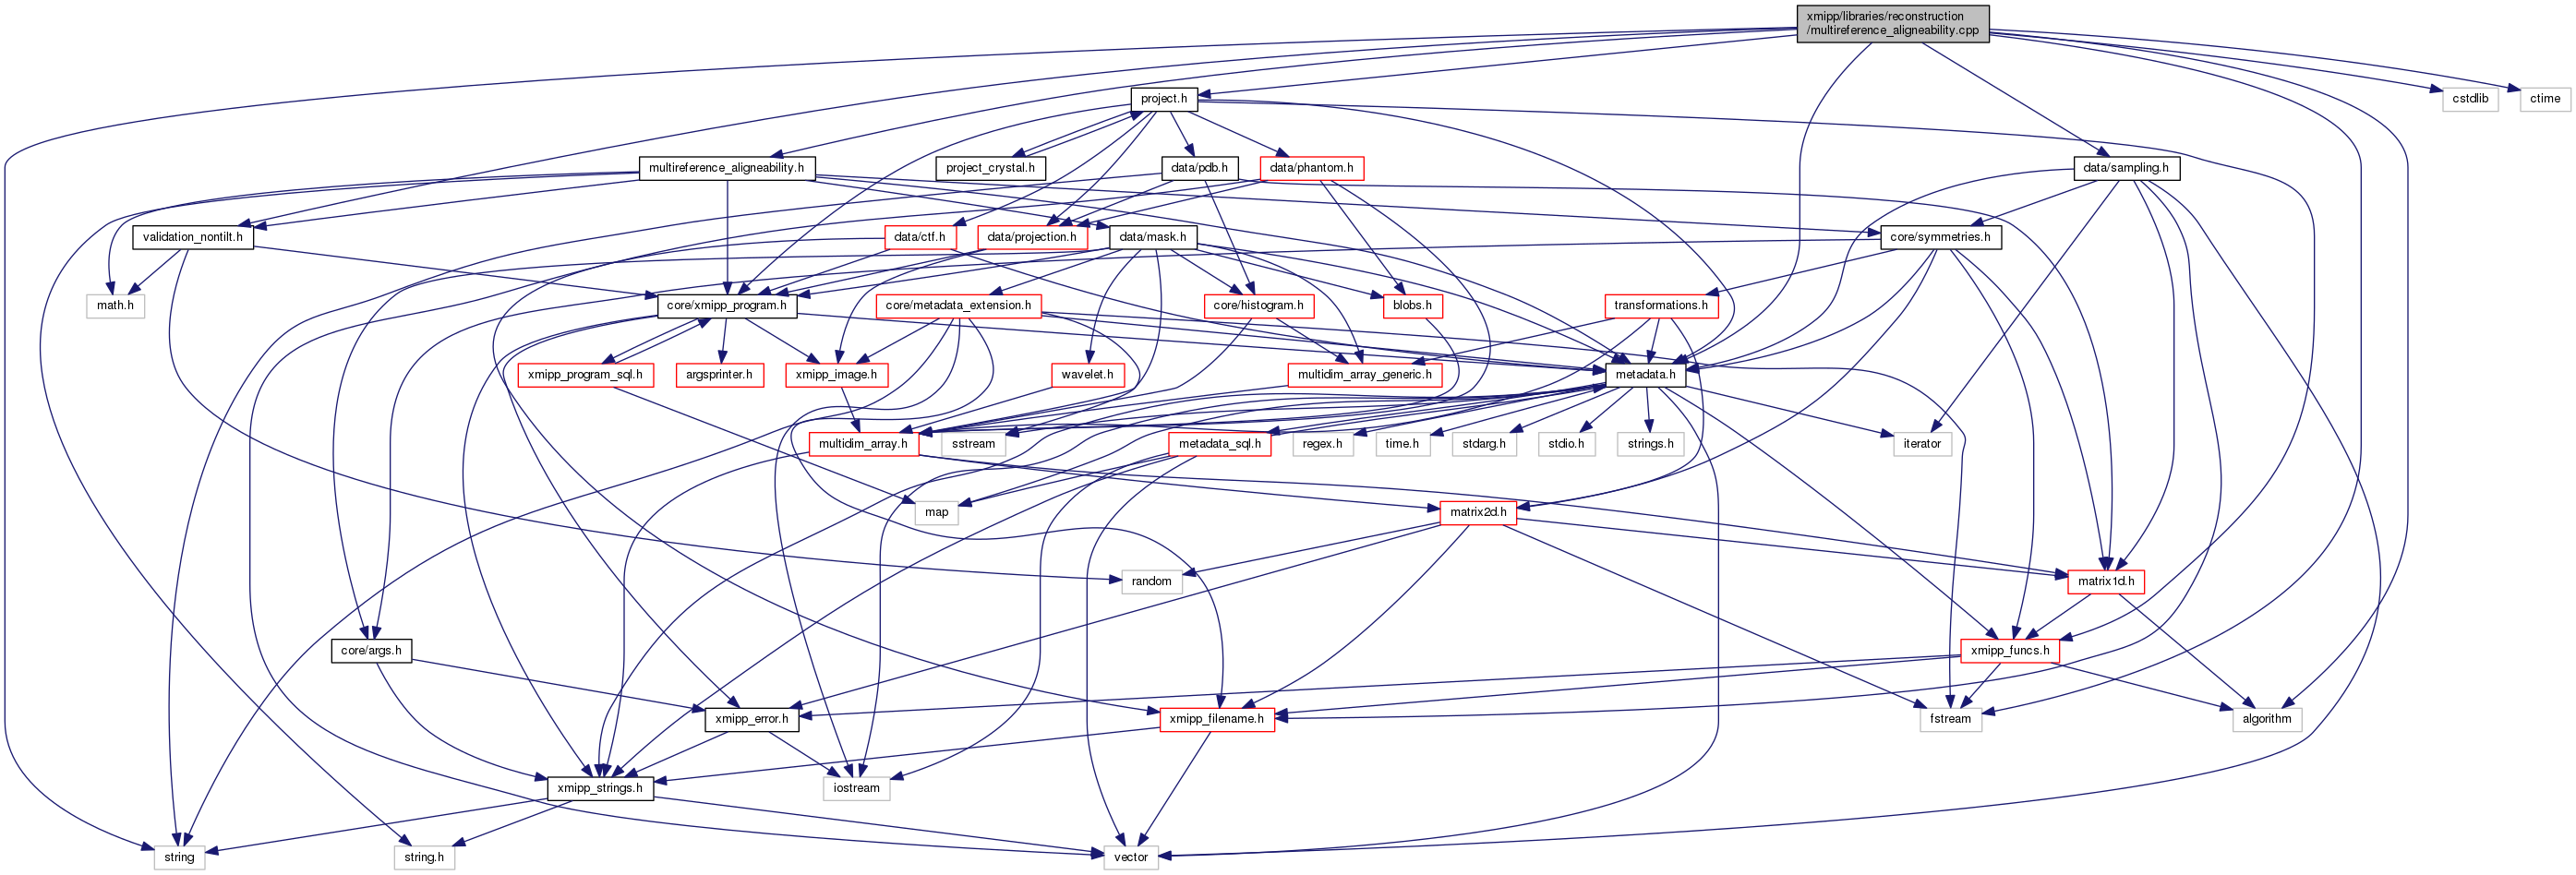 xmipp/libraries/reconstruction
/multireference_aligneability.cpp
project.h
cstdlib
ctime
multireference_aligneability.h
project_crystal.h
data/pdb.h
data/phantom.h
data/sampling.h
validation_nontilt.h
data/ctf.h
data/projection.h
data/mask.h
core/symmetries.h
math.h
core/xmipp_program.h
core/metadata_extension.h
core/histogram.h
blobs.h
transformations.h
xmipp_program_sql.h
argsprinter.h
xmipp_image.h
wavelet.h
multidim_array_generic.h
metadata.h
multidim_array.h
sstream
metadata_sql.h
regex.h
time.h
stdarg.h
stdio.h
strings.h
iterator
map
matrix2d.h
random
matrix1d.h
core/args.h
xmipp_funcs.h
xmipp_error.h
xmipp_filename.h
fstream
algorithm
xmipp_strings.h
iostream
string
string.h
vector